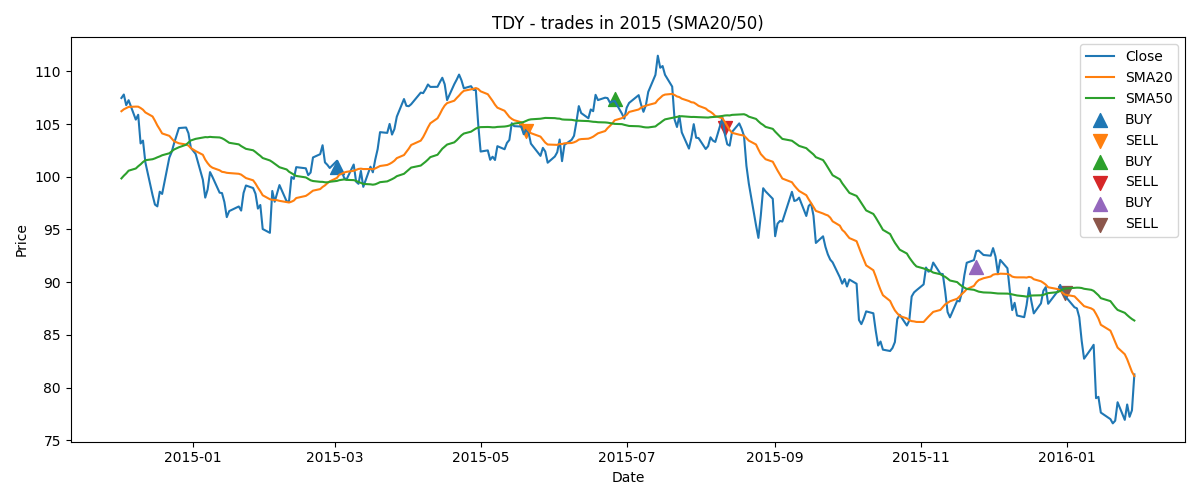 TDY - trades in 2015 (SMA20/50)
Close
SMA20
SMA50
BUY
SELL
BUY
SELL
BUY
SELL
Price
110
105
100
95
90
85
80
75
2015-01
2015-03
2015-05
2015-07
2015-09
2015-11
2016-01
Date